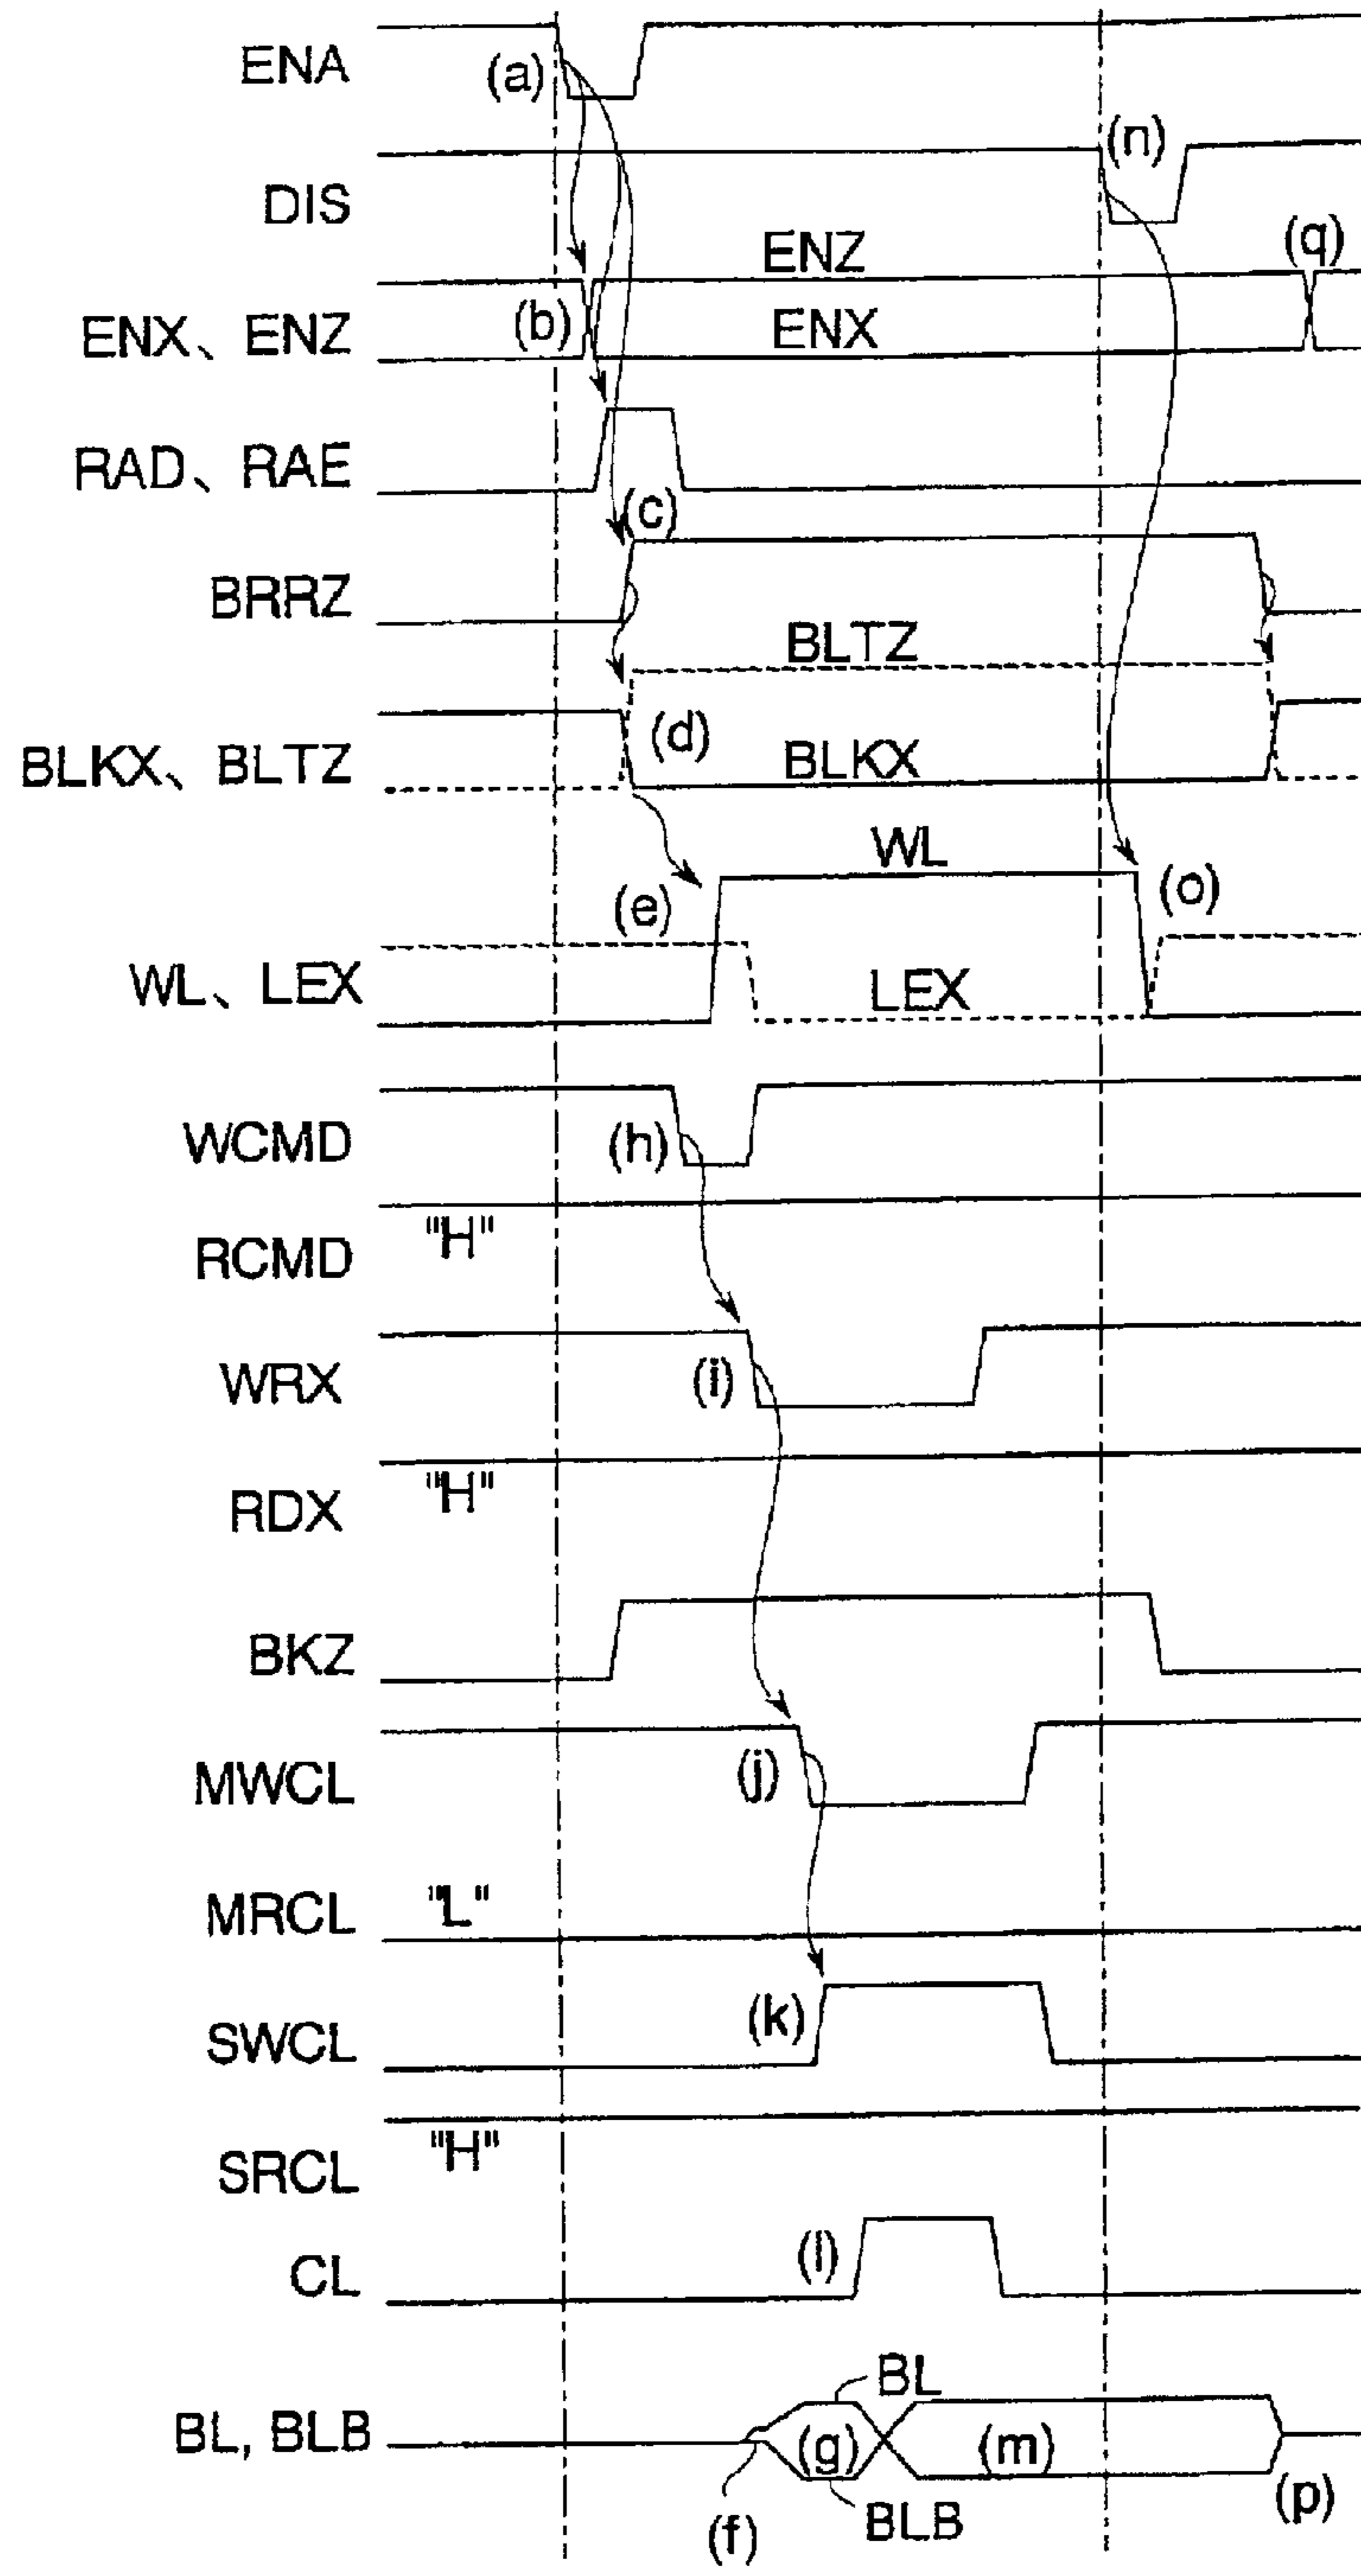 ENA
(a)
DIS
(n)
ENX、ENZ
(b)
ENZ
ENX
(q)
RAD、RAE
BRRZ
(c)
BLKX、BLTZ
BLTZ
(d)
BLKX
WL、LEX
(e)
WL
LEX
(o)
WCMD
(h)
RCMD
"H"
WRX
(i)
RDX
"H"
BKZ
MWCL
(j)
MRCL
"L"
SWCL
(k)
SRCL
"H"
CL
(l)
BL, BLB
BL
(g)
(m)
(f)
BLB
(p)